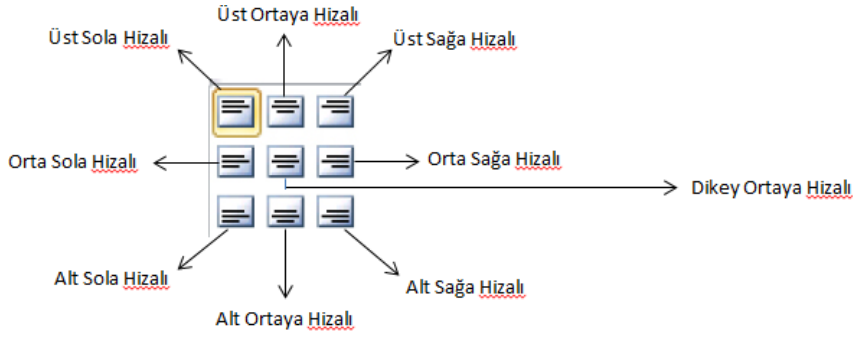 Üst Ortaya Hizalı
Üst Sola Hizalı
Üst Sağa Hizalı
Orta Sola Hizalı
Orta Sağa Hizalı
Dikey Ortaya Hizalı
Alt Sola Hizalı
Alt Sağa Hizalı
Alt Ortaya Hizalı